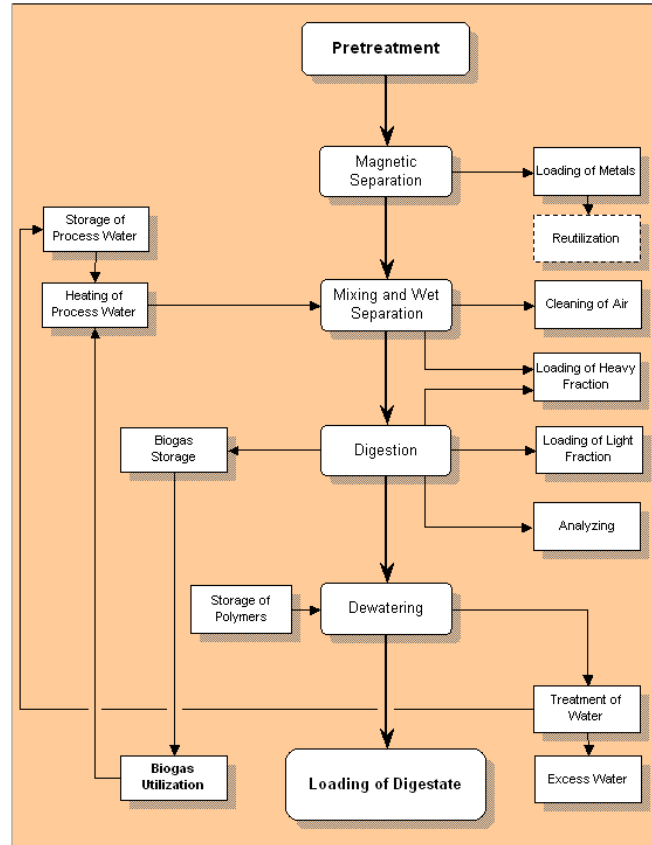 Pretreatment
Magnetic
Separation
Loading of Metals
Reutilization
Storage of
Process Water
Heating of
Process Water
Mixing and Wet
Separation
Cleaning of Air
Loading of Heavy
Fraction
Biogas
Storage
Digestion
Loading of Light
Fraction
Analyzing
Storage of
Polymers
Dewatering
Treatment of
Water
Biogas
Utilization
Loading of Digestate
Excess Water